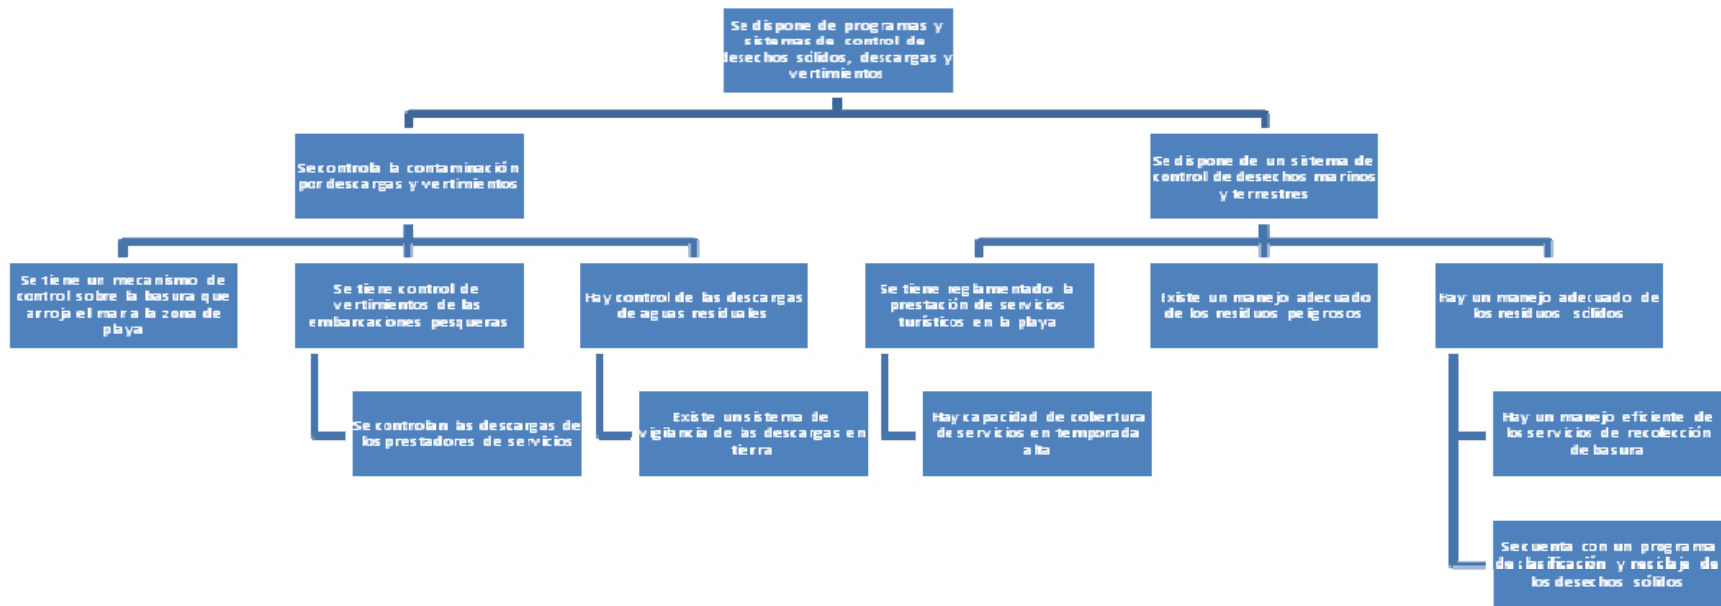 Se dispone de programas y
sistemas de control de
desechos sólidos, descargas y
vertimientos
Se controla la contaminación
por descargas y vertimientos
Se dispone de un sistema de
control de desechos marinos
y terrestres
Se tiene un mecanismo de
control sobre la basura que
arroja el mar a la zona de
playa
Se tiene control de
vertimientos de las
embarcaciones pesqueras
Hay control de las descargas
de aguas residuales
Se tiene reglamentado la
prestación de servicios
turísticos en la playa
Existe un manejo adecuado
de los residuos peligrosos
Hay un manejo adecuado de
los residuos sólidos
Se controlan las descargas de
los prestadores de servicios
Existe un sistema de
vigilancia de las descargas en
tierra
Hay capacidad de cobertura
de servicios en temporada
alta
Hay un manejo eficiente de
los servicios de recolección
de basura
Se cuenta con un programa
de clasificación y reciclaje de
los desechos sólidos